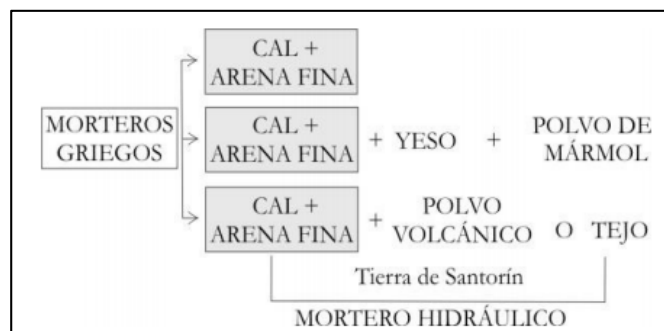 CAL +
ARENA FINA
MORTEROS
GRIEGOS
CAL +
ARENA FINA
+ YESO +
POLVO DE
MÁRMOL
CAL +
ARENA FINA
+
POLVO
VOLCÁNICO
O TEJO
Tierra de Santorín
MORTERO HIDRÁULICO